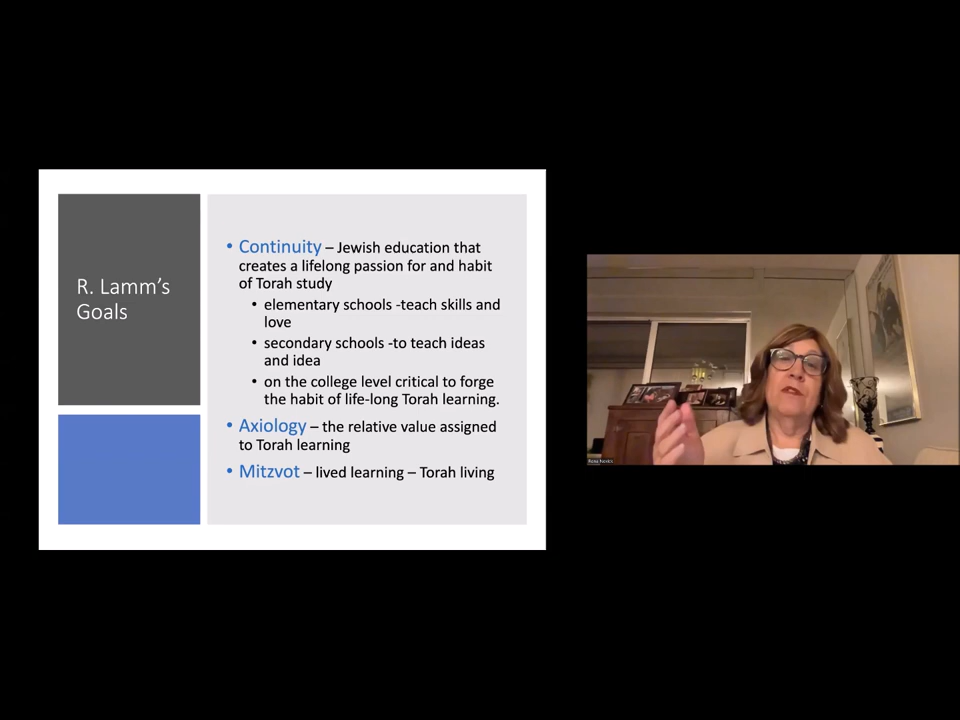 R. Lamm's
Goals
• Continuity – Jewish education that
creates a lifelong passion for and habit
of Torah study
• elementary schools -teach skills and
love
• secondary schools -to teach ideas
and idea
• on the college level critical to forge
the habit of life-long Torah learning.
• Axiology – the relative value assigned
to Torah learning
• Mitzvot – lived learning – Torah living